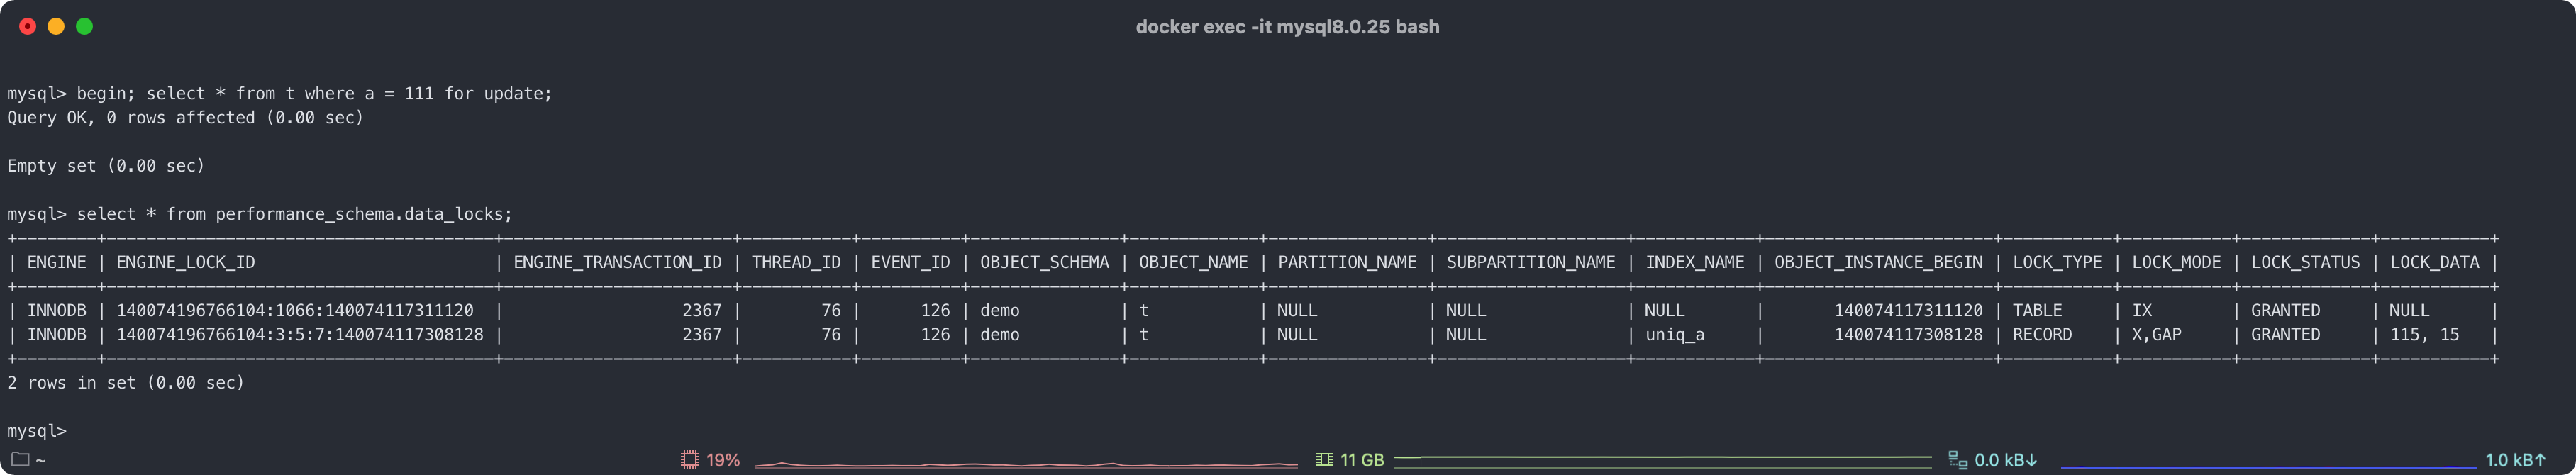 docker exec -it mysql8.0.25 bash
mysql> begin; select * from t where a = 111 for update;
Query OK, 0 rows affected (0.00 sec)
Empty set (0.00 sec)
mysql> select * from performance_schema.data_locks;
+--------+---------------------------------------+-----------------------+-----------+----------+---------------+-------------+----------------+-------------------+------------+-----------------------+-----------+-----------+-------------+-----------+
| ENGINE | ENGINE_LOCK_ID                        | ENGINE_TRANSACTION_ID | THREAD_ID | EVENT_ID | OBJECT_SCHEMA | OBJECT_NAME | PARTITION_NAME | SUBPARTITION_NAME | INDEX_NAME | OBJECT_INSTANCE_BEGIN | LOCK_TYPE | LOCK_MODE | LOCK_STATUS | LOCK_DATA |
+--------+---------------------------------------+-----------------------+-----------+----------+---------------+-------------+----------------+-------------------+------------+-----------------------+-----------+-----------+-------------+-----------+
| INNODB | 140074196766104:1066:140074117311120  |                  2367 |        76 |      126 | demo          | t           | NULL           | NULL              | NULL       |       140074117311120 | TABLE     | IX        | GRANTED     | NULL      |
| INNODB | 140074196766104:3:5:7:140074117308128 |                  2367 |        76 |      126 | demo          | t           | NULL           | NULL              | uniq_a     |       140074117308128 | RECORD    | X,GAP     | GRANTED     | 115, 15   |
+--------+---------------------------------------+-----------------------+-----------+----------+---------------+-------------+----------------+-------------------+------------+-----------------------+-----------+-----------+-------------+-----------+
2 rows in set (0.00 sec)
mysql>
~ 19% 11 GB 0.0 kB↓ 1.0 kB↑